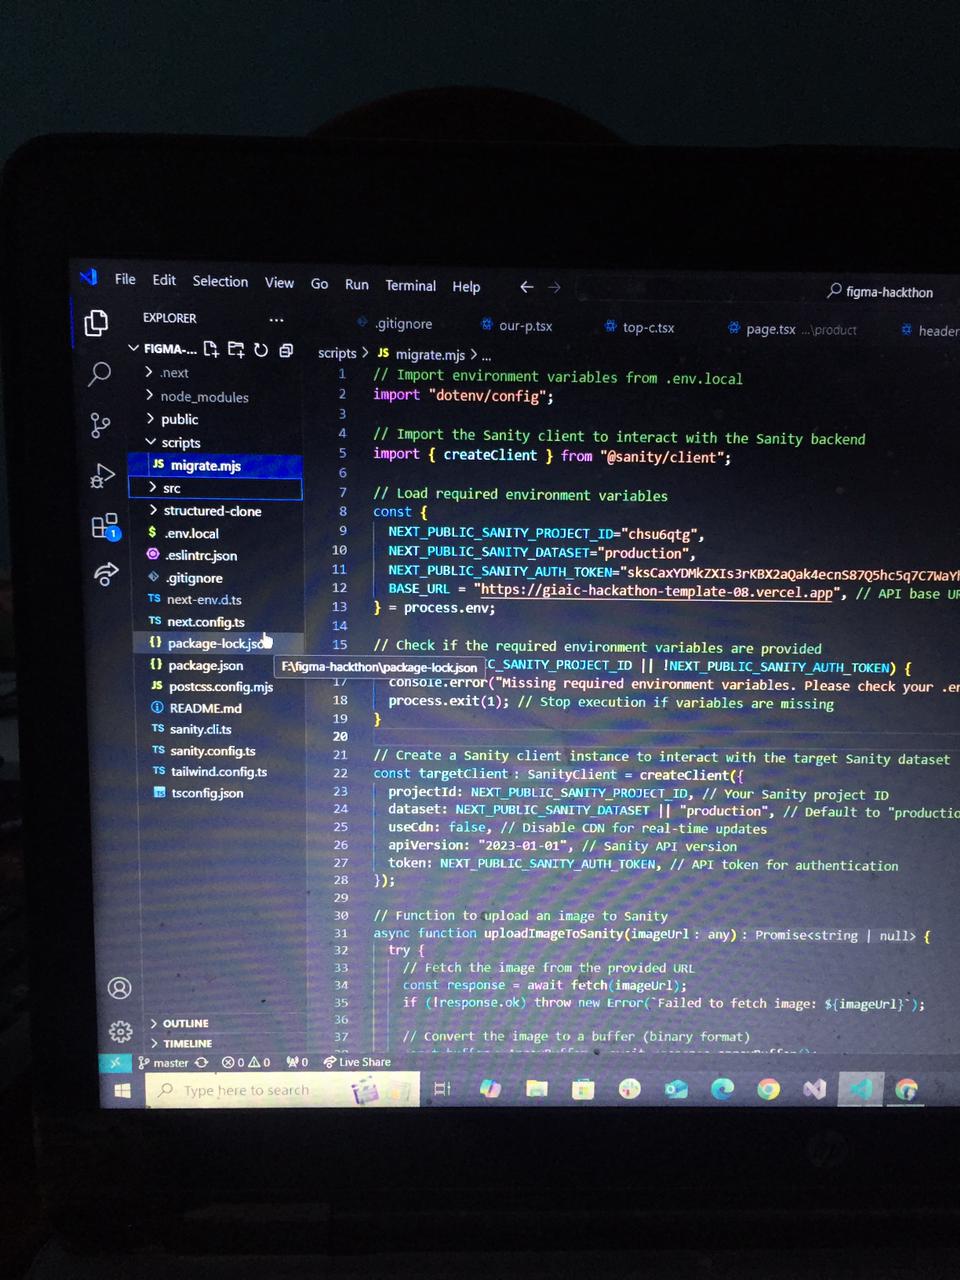 File Edit Selection View Go Run Terminal Help
figma-hackthon
EXPLORER ...
.gitignore our-p.tsx top-c.tsx page.tsx ...\product header
FIGMA-...
scripts > JS migrate.mjs > ...
.next
node_modules
public
scripts
JS migrate.mjs
src
structured-clone
$ .env.local
.eslintrc.json
.gitignore
TS next-env.d.ts
TS next.config.ts
{} package-lock.json
{} package.json
JS postcss.config.mjs
README.md
TS sanity.cli.ts
TS sanity.config.ts
TS tailwind.config.ts
TS tsconfig.json
F:\figma-hackthon\package-lock.json
1 // Import environment variables from .env.local
2 import "dotenv/config";
3
4 // Import the Sanity client to interact with the Sanity backend
5 import { createClient } from "@sanity/client";
6
7 // Load required environment variables
8 const {
9 NEXT_PUBLIC_SANITY_PROJECT_ID="chsu6qtg",
10 NEXT_PUBLIC_SANITY_DATASET="production",
11 NEXT_PUBLIC_SANITY_AUTH_TOKEN="sksCaxYDMkZXIs3rKBX2aQak4ecnS87Q5hc5q7C7WaYh
12 BASE_URL = "https://giaic-hackathon-template-08.vercel.app", // API base UR
13 } = process.env;
14
15 // Check if the required environment variables are provided
C_SANITY_PROJECT_ID || !NEXT_PUBLIC_SANITY_AUTH_TOKEN) {
17 console.error("Missing required environment variables. Please check your .en
18 process.exit(1); // Stop execution if variables are missing
19 }
20
21 // Create a Sanity client instance to interact with the target Sanity dataset
22 const targetClient : SanityClient = createClient({
23 projectId: NEXT_PUBLIC_SANITY_PROJECT_ID, // Your Sanity project ID
24 dataset: NEXT_PUBLIC_SANITY_DATASET || "production", // Default to "productio
25 useCdn: false, // Disable CDN for real-time updates
26 apiVersion: "2023-01-01", // Sanity API version
27 token: NEXT_PUBLIC_SANITY_AUTH_TOKEN, // API token for authentication
28 });
29
30 // Function to upload an image to Sanity
31 async function uploadImageToSanity(imageUrl : any) : Promise<string | null> {
32 try {
33 // Fetch the image from the provided URL
34 const response = await fetch(imageUrl);
35 if (!response.ok) throw new Error(`Failed to fetch image: ${imageUrl}`);
36
37 // Convert the image to a buffer (binary format)
OUTLINE
TIMELINE
1
master 0 0 0 Live Share
Type here to search
hp